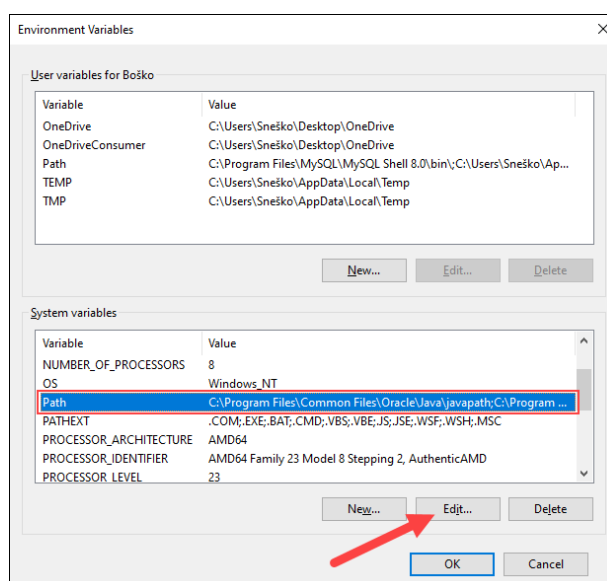 Environment Variables
User variables for Boško
Variable Value
OneDrive C:\Users\Sneško\Desktop\OneDrive
OneDriveConsumer C:\Users\Sneško\Desktop\OneDrive
Path C:\Program Files\MySQL\MySQL Shell 8.0\bin\;C:\Users\Sneško\Ap...
TEMP C:\Users\Sneško\AppData\Local\Temp
TMP C:\Users\Sneško\AppData\Local\Temp
New... Edit... Delete
System variables
Variable Value
NUMBER_OF_PROCESSORS 8
OS Windows_NT
Path C:\Program Files\Common Files\Oracle\Java\javapath;C:\Program ...
PATHEXT .COM;.EXE;.BAT;.CMD;.VBS;.VBE;.JS;.JSE;.WSF;.WSH;.MSC
PROCESSOR_ARCHITECTURE AMD64
PROCESSOR_IDENTIFIER AMD64 Family 23 Model 8 Stepping 2, AuthenticAMD
PROCESSOR_LEVEL 23
New... Edit... Delete
OK Cancel